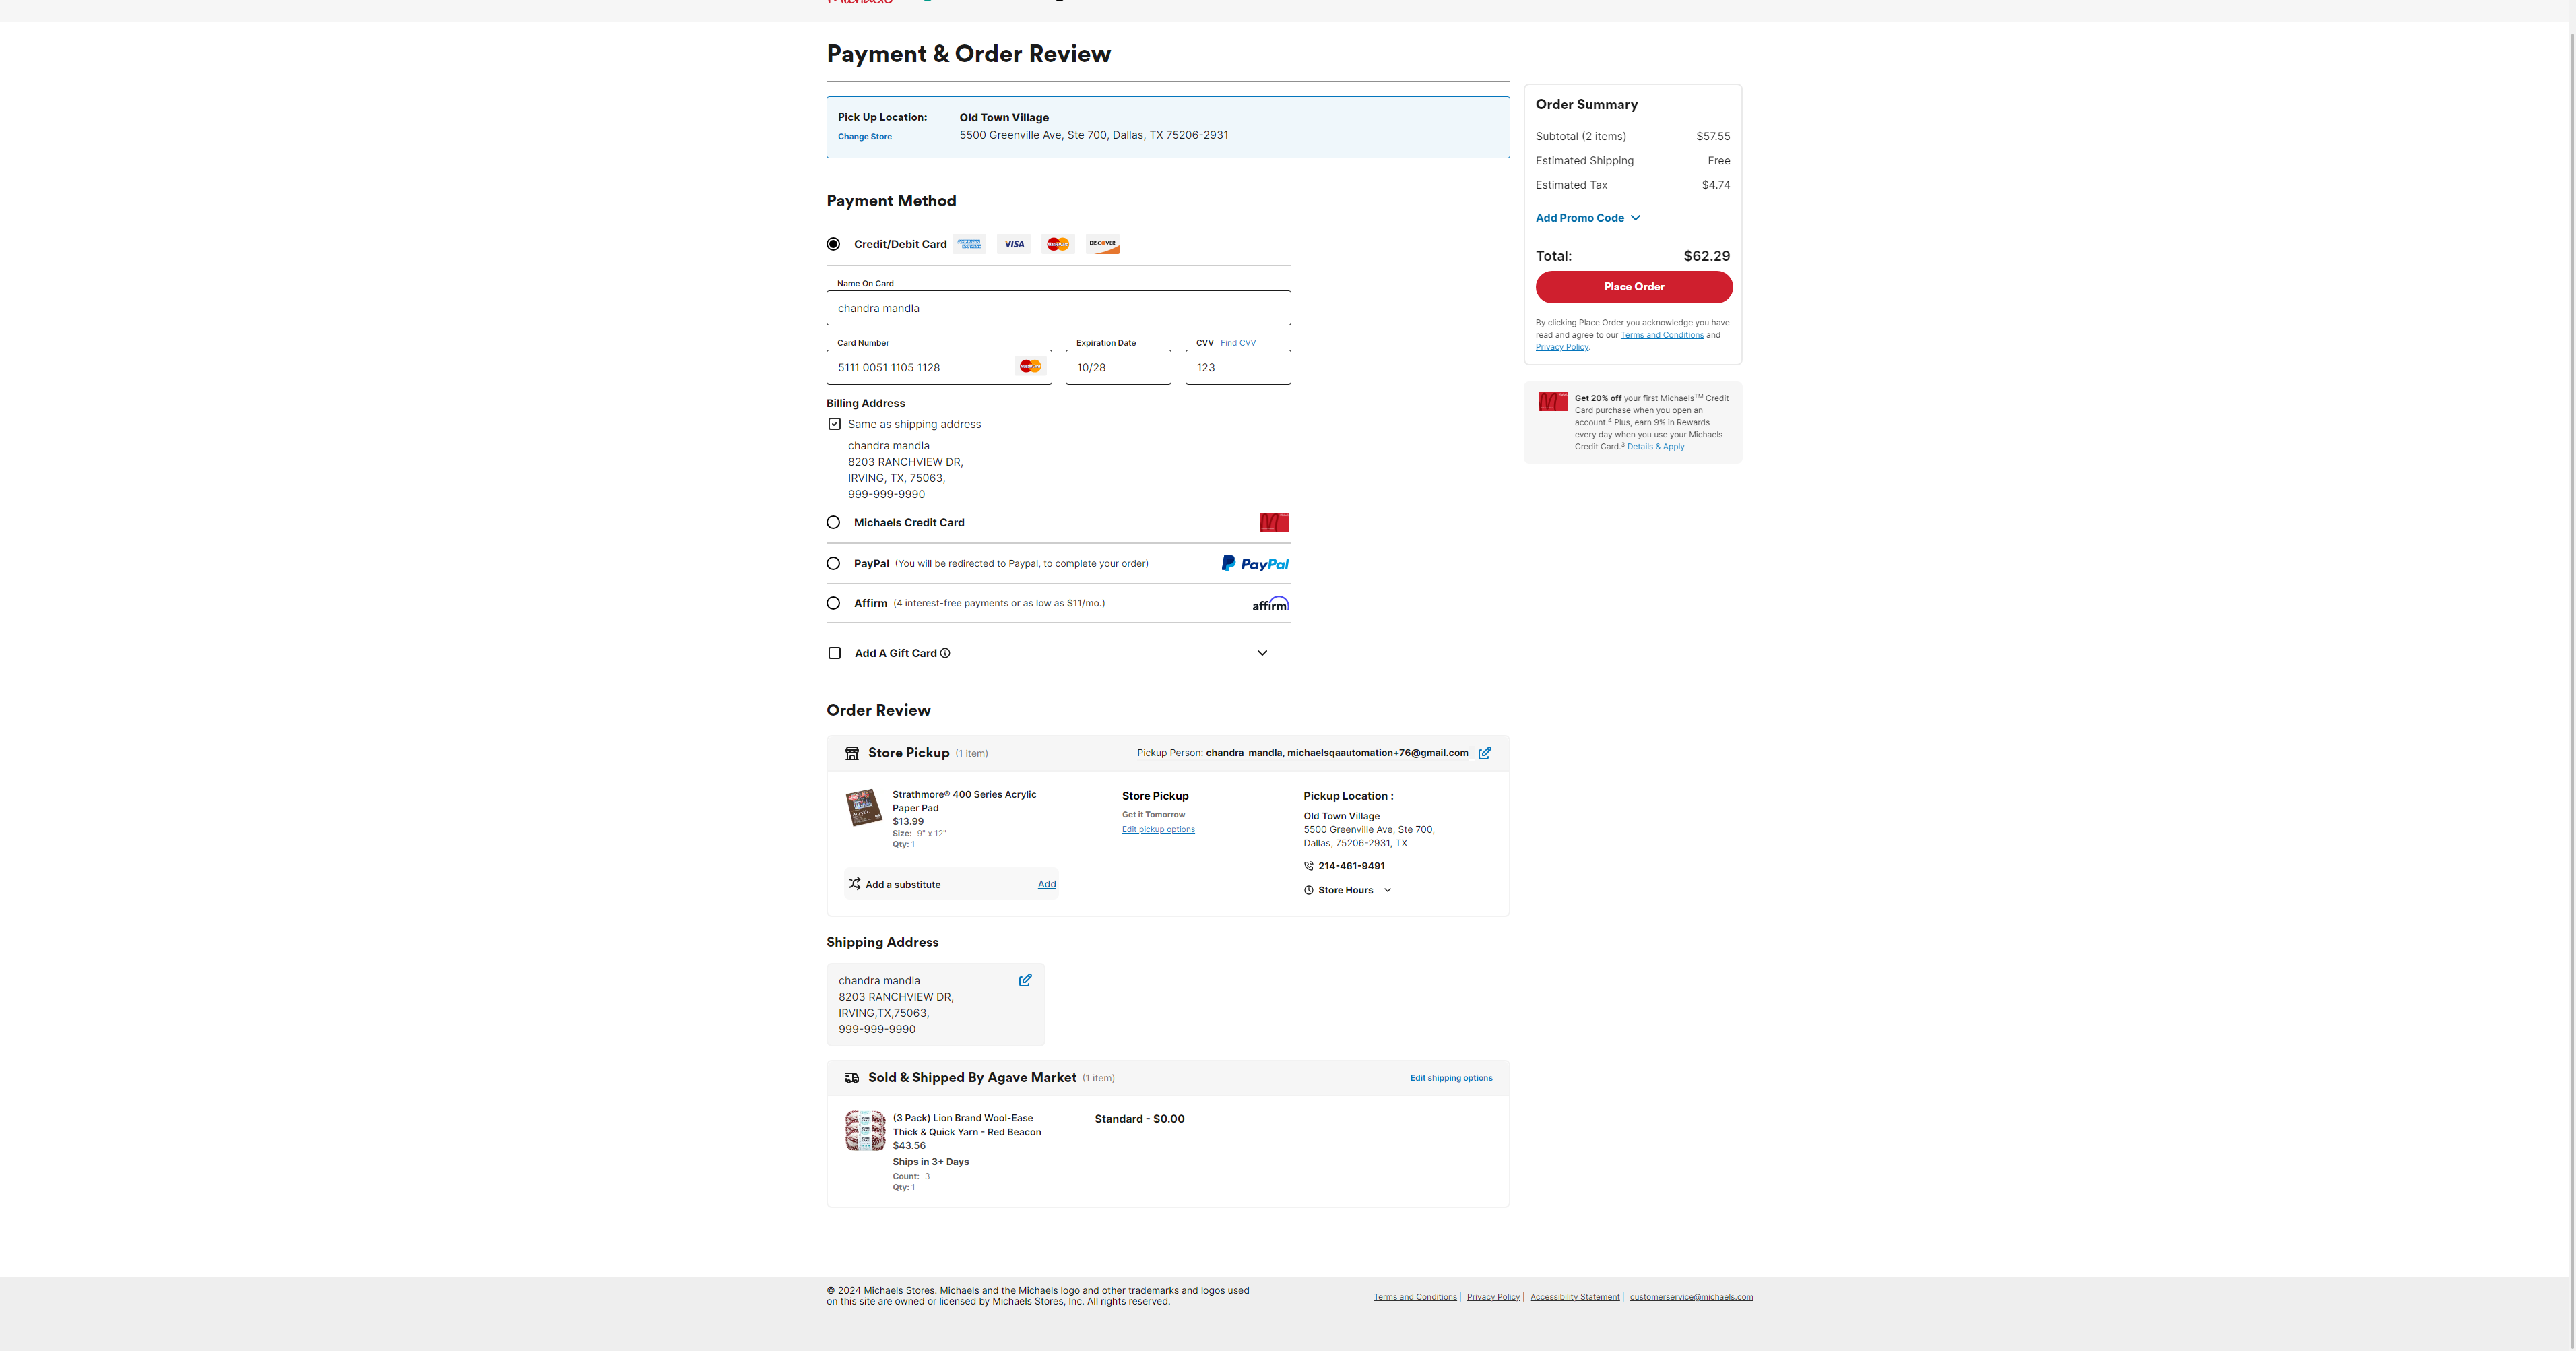 Payment & Order Review
Pick Up Location:
Change Store
Old Town Village
5500 Greenville Ave, Ste 700, Dallas, TX 75206-2931
Payment Method
Credit/Debit Card
VISA
DISCOVER
Name On Card
chandra mandla
Card Number
5111 0051 1105 1128
Expiration Date
10/28
CVV Find CVV
123
Billing Address
Same as shipping address
chandra mandla
8203 RANCHVIEW DR,
IRVING, TX, 75063,
999-999-9990
Michaels Credit Card
PayPal (You will be redirected to Paypal, to complete your order)
PayPal
Affirm (4 interest-free payments or as low as $11/mo.)
affirm
Add A Gift Card
Order Review
Store Pickup (1 item)
Pickup Person: chandra mandla, michaelsqaautomation+76@gmail.com
Strathmore® 400 Series Acrylic
Paper Pad
$13.99
Size: 9" x 12"
Qty: 1
Add a substitute Add
Store Pickup
Get it Tomorrow
Edit pickup options
Pickup Location :
Old Town Village
5500 Greenville Ave, Ste 700,
Dallas, 75206-2931, TX
214-461-9491
Store Hours
Shipping Address
chandra mandla
8203 RANCHVIEW DR,
IRVING,TX,75063,
999-999-9990
Sold & Shipped By Agave Market (1 item)
Edit shipping options
(3 Pack) Lion Brand Wool-Ease
Thick & Quick Yarn - Red Beacon
$43.56
Ships in 3+ Days
Count: 3
Qty: 1
Standard - $0.00
Order Summary
Subtotal (2 items) $57.55
Estimated Shipping Free
Estimated Tax $4.74
Add Promo Code
Total: $62.29
Place Order
By clicking Place Order you acknowledge you have
read and agree to our Terms and Conditions and
Privacy Policy.
Get 20% off your first Michaels™ Credit
Card purchase when you open an
account.⁴ Plus, earn 9% in Rewards
every day when you use your Michaels
Credit Card.³ Details & Apply
© 2024 Michaels Stores. Michaels and the Michaels logo and other trademarks and logos used
on this site are owned or licensed by Michaels Stores, Inc. All rights reserved.
Terms and Conditions | Privacy Policy | Accessibility Statement | customerservice@michaels.com